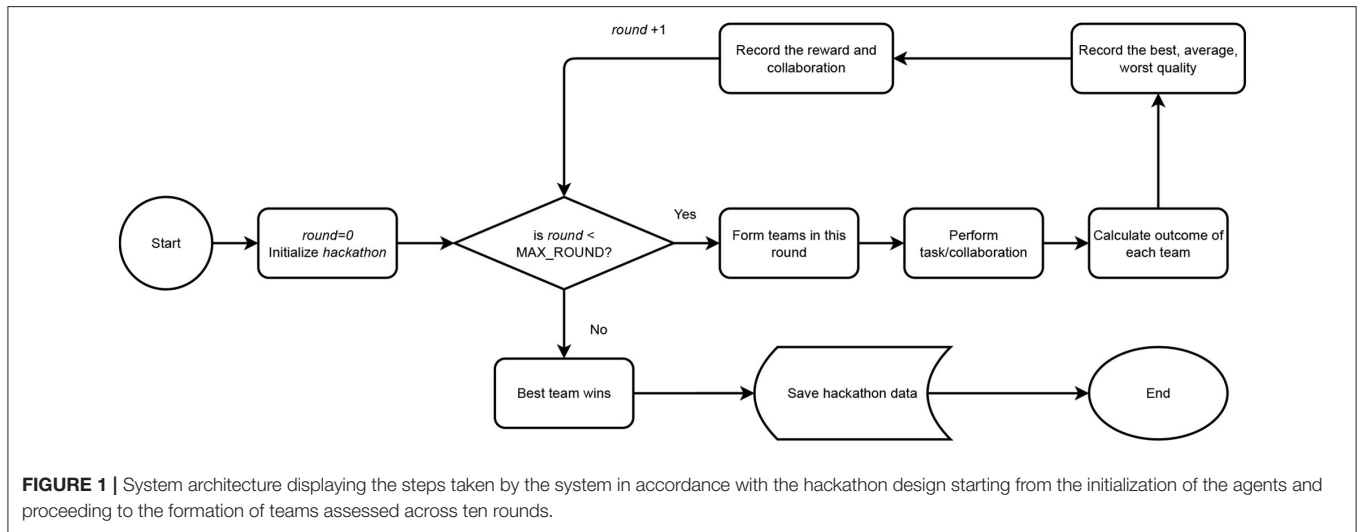 round +1
Record the reward and
collaboration
Record the best, average,
worst quality
Start
round=0
Initialize hackathon
is round <
MAX_ROUND?
Yes
Form teams in this
round
Perform
task/collaboration
Calculate outcome of
each team
No
Best team wins
Save hackathon data
End
FIGURE 1 | System architecture displaying the steps taken by the system in accordance with the hackathon design starting from the initialization of the agents and
proceeding to the formation of teams assessed across ten rounds.